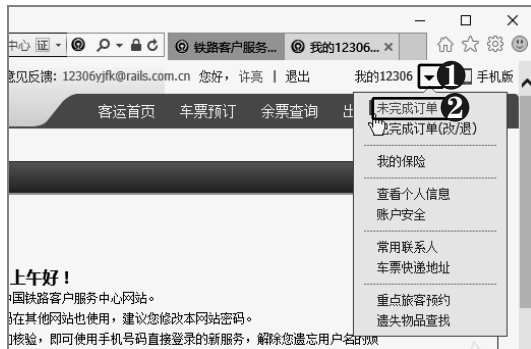 中心 证
铁路客户服务... 我的12306... ×
意见反馈: 12306yjfk@rails.com.cn 您好，许亮 | 退出 我的12306 1 手机版
客运首页 车票预订 余票查询 出
未完成订单 2
已完成订单(改/退)
我的保险
查看个人信息
账户安全
常用联系人
车票快递地址
重点旅客预约
遗失物品查找
上午好！
中国铁路客户服务中心网站。
码在其他网站也使用，建议您修改本网站密码。
核验，即可使用手机号码直接登录的新服务，解除您遗忘用户名的烦